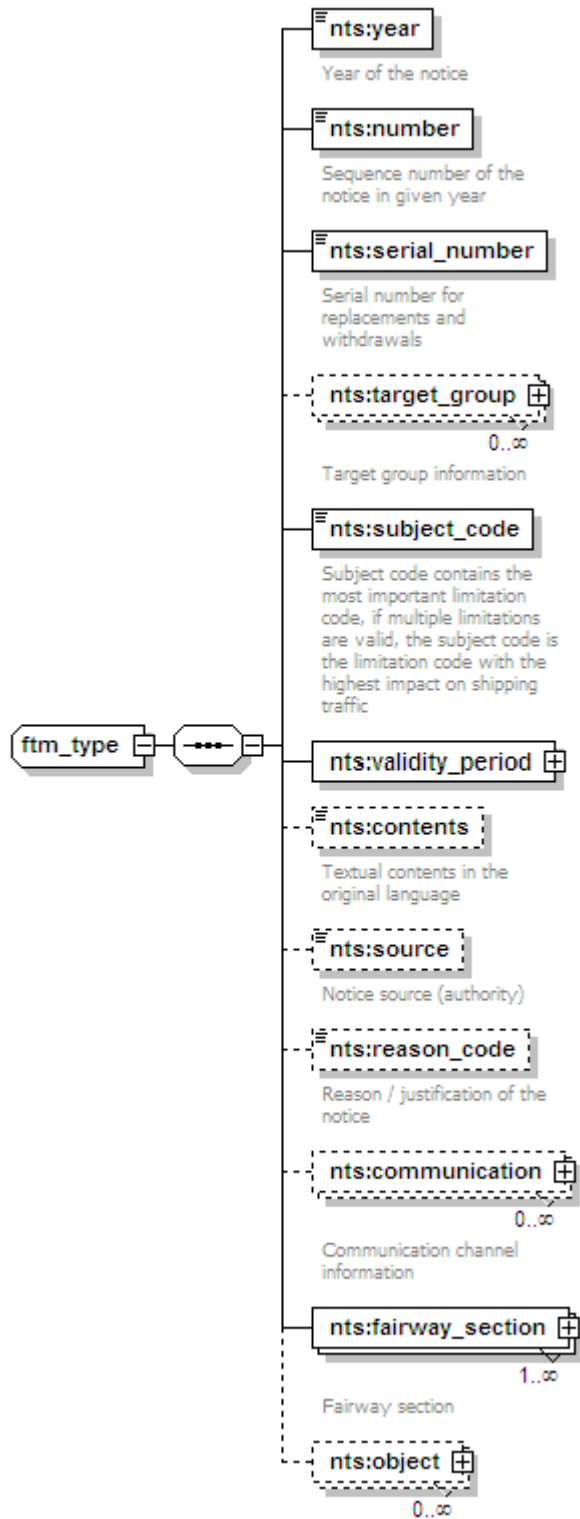 nts:year
Year of the notice
nts:number
Sequence number of the
notice in given year
nts:serial_number
Serial number for
replacements and
withdrawals
nts:target_group
0..∞
Target group information
nts:subject_code
Subject code contains the
most important limitation
code, if multiple limitations
are valid, the subject code is
the limitation code with the
highest impact on shipping
traffic
ftm_type
nts:validity_period
nts:contents
Textual contents in the
original language
nts:source
Notice source (authority)
nts:reason_code
Reason / justification of the
notice
nts:communication
0..∞
Communication channel
information
nts:fairway_section
1..∞
Fairway section
nts:object
0..∞